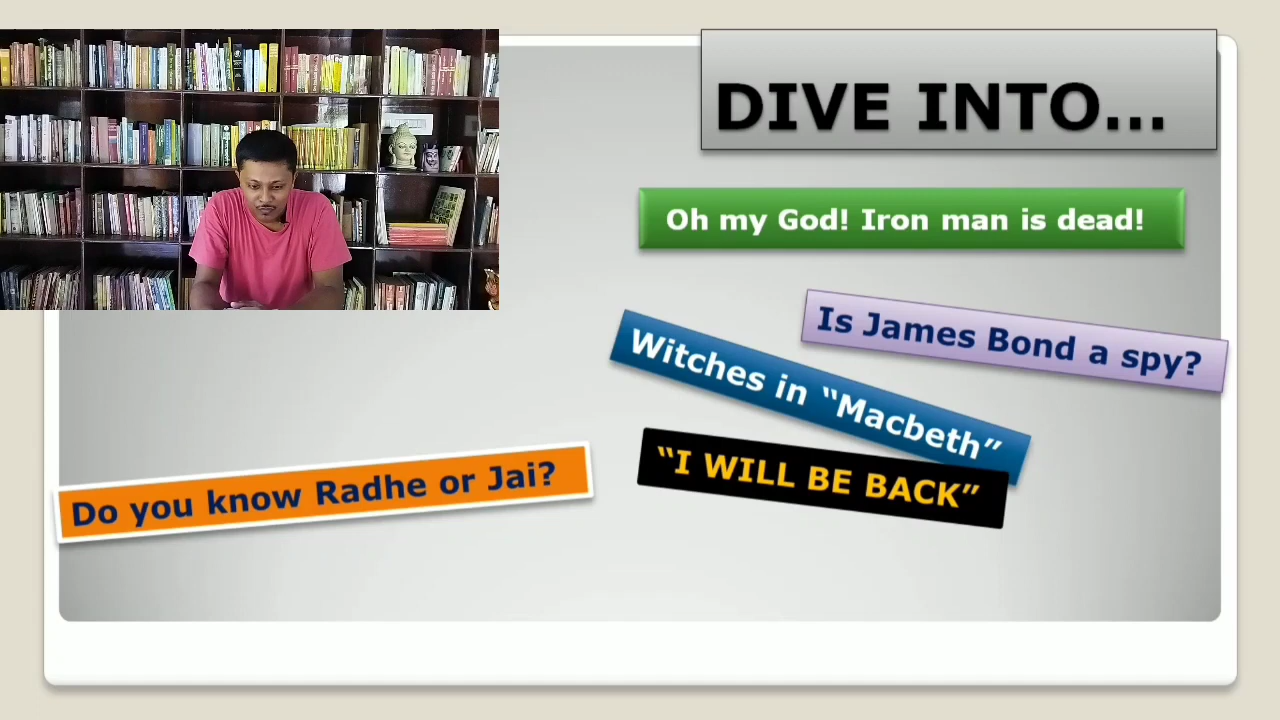 DIVE INTO...
Oh my God! Iron man is dead!
Is James Bond a spy?
Witches in “Macbeth”
“I WILL BE BACK”
Do you know Radhe or Jai?